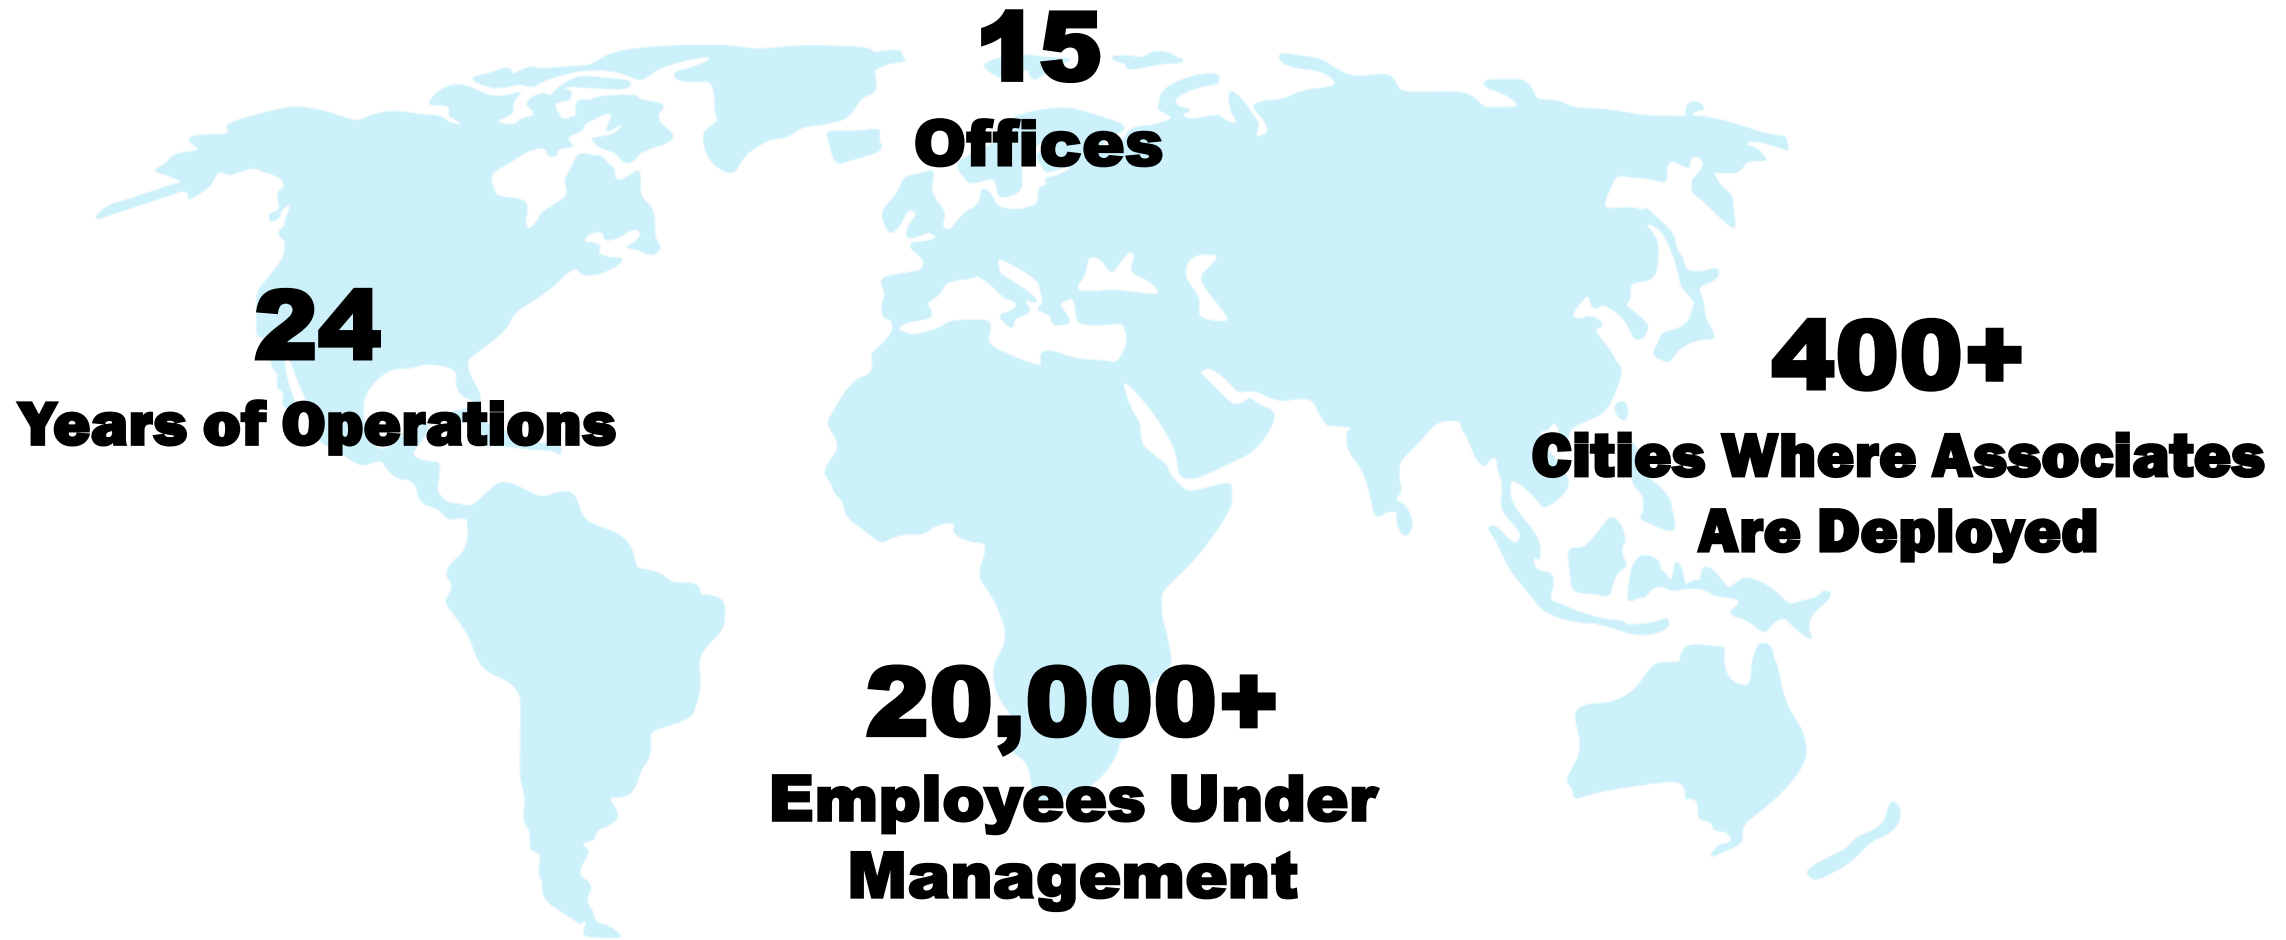 15
Offices
24
Years of Operations
400+
Cities Where Associates
Are Deployed
20,000+
Employees Under
Management